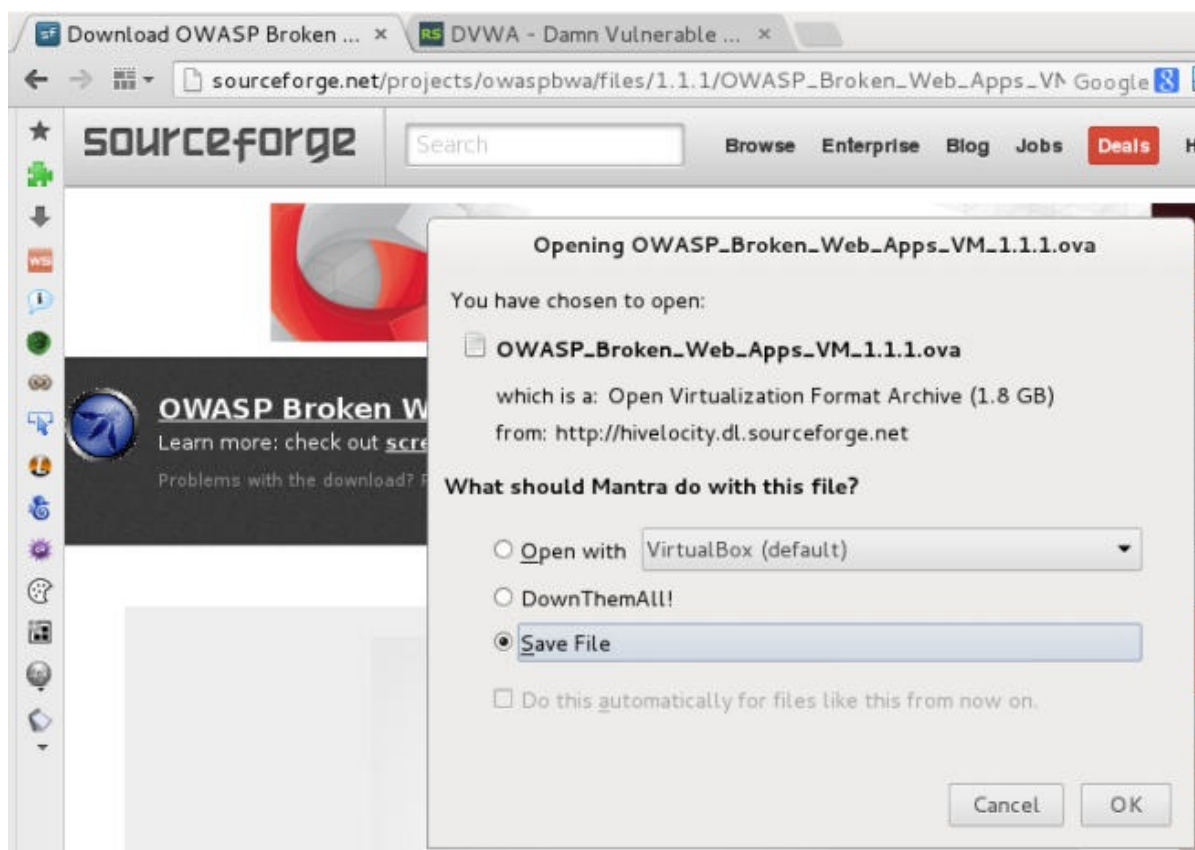 Download OWASP Broken ... ×
RS DVWA - Damn Vulnerable ... ×
sourceforge.net/projects/owaspbwa/files/1.1.1/OWASP_Broken_Web_Apps_VM Google 8
sourceforge
Search
Browse Enterprise Blog Jobs Deals H
Opening OWASP_Broken_Web_Apps_VM_1.1.1.ova
You have chosen to open:
OWASP_Broken_Web_Apps_VM_1.1.1.ova
which is a: Open Virtualization Format Archive (1.8 GB)
from: http://hivelocity.dl.sourceforge.net
OWASP Broken W
Learn more: check out scre
Problems with the download?
What should Mantra do with this file?
Open with VirtualBox (default)
DownThemAll!
Save File
Do this automatically for files like this from now on.
Cancel OK